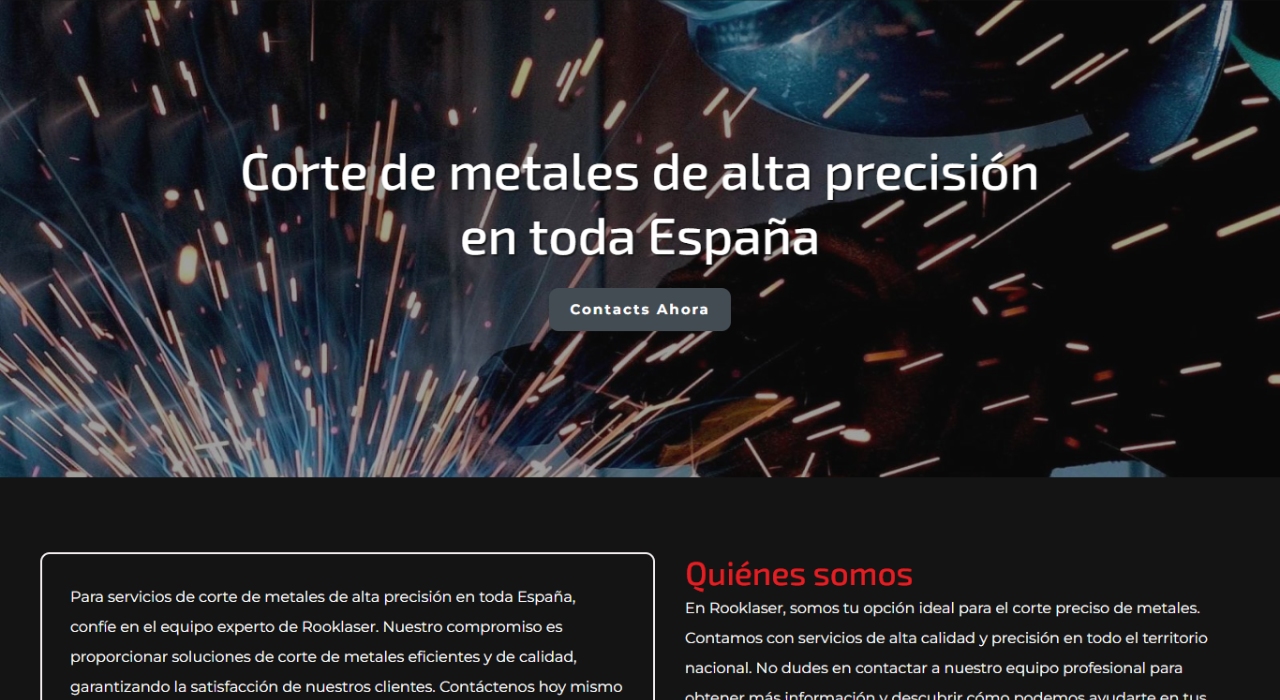 Corte de metales de alta precisión
en toda España
Contacts Ahora
Para servicios de corte de metales de alta precisión en toda España,
confíe en el equipo experto de Rooklaser. Nuestro compromiso es
proporcionar soluciones de corte de metales eficientes y de calidad,
garantizando la satisfacción de nuestros clientes. Contáctenos hoy mismo
Quiénes somos
En Rooklaser, somos tu opción ideal para el corte preciso de metales.
Contamos con servicios de alta calidad y precisión en todo el territorio
nacional. No dudes en contactar a nuestro equipo profesional para
obtener más información y descubrir cómo podemos ayudarte en tus